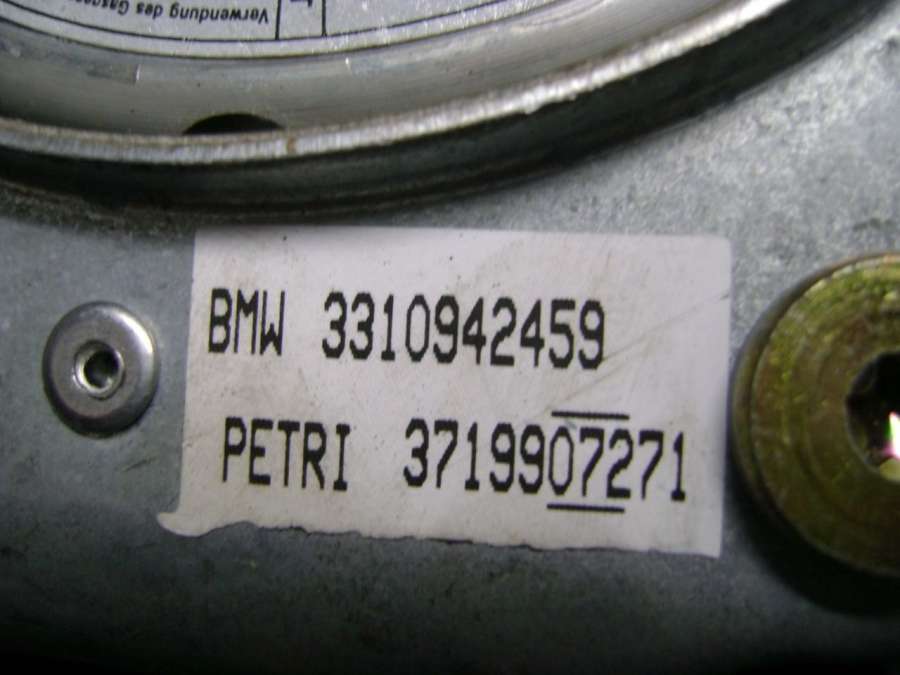 Verwendung des
BMW 3310942459
PETRI 3719907271